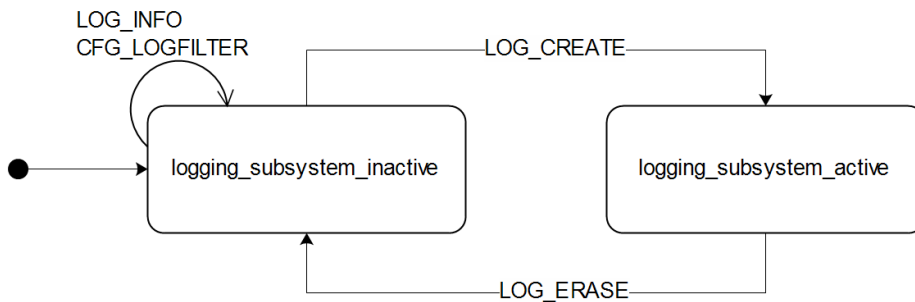 LOG_INFO
CFG_LOGFILTER
LOG_CREATE
logging_subsystem_inactive
logging_subsystem_active
LOG_ERASE